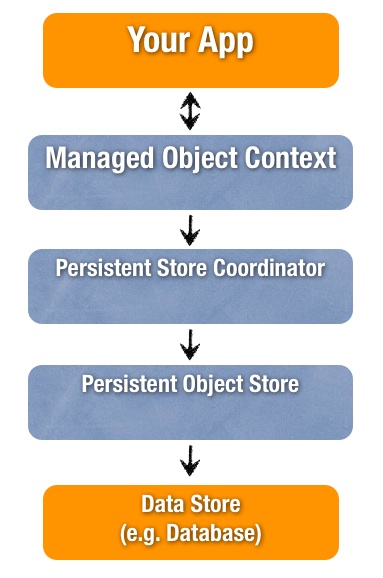 Your App
Managed Object Context
Persistent Store Coordinator
Persistent Object Store
Data Store
(e.g. Database)